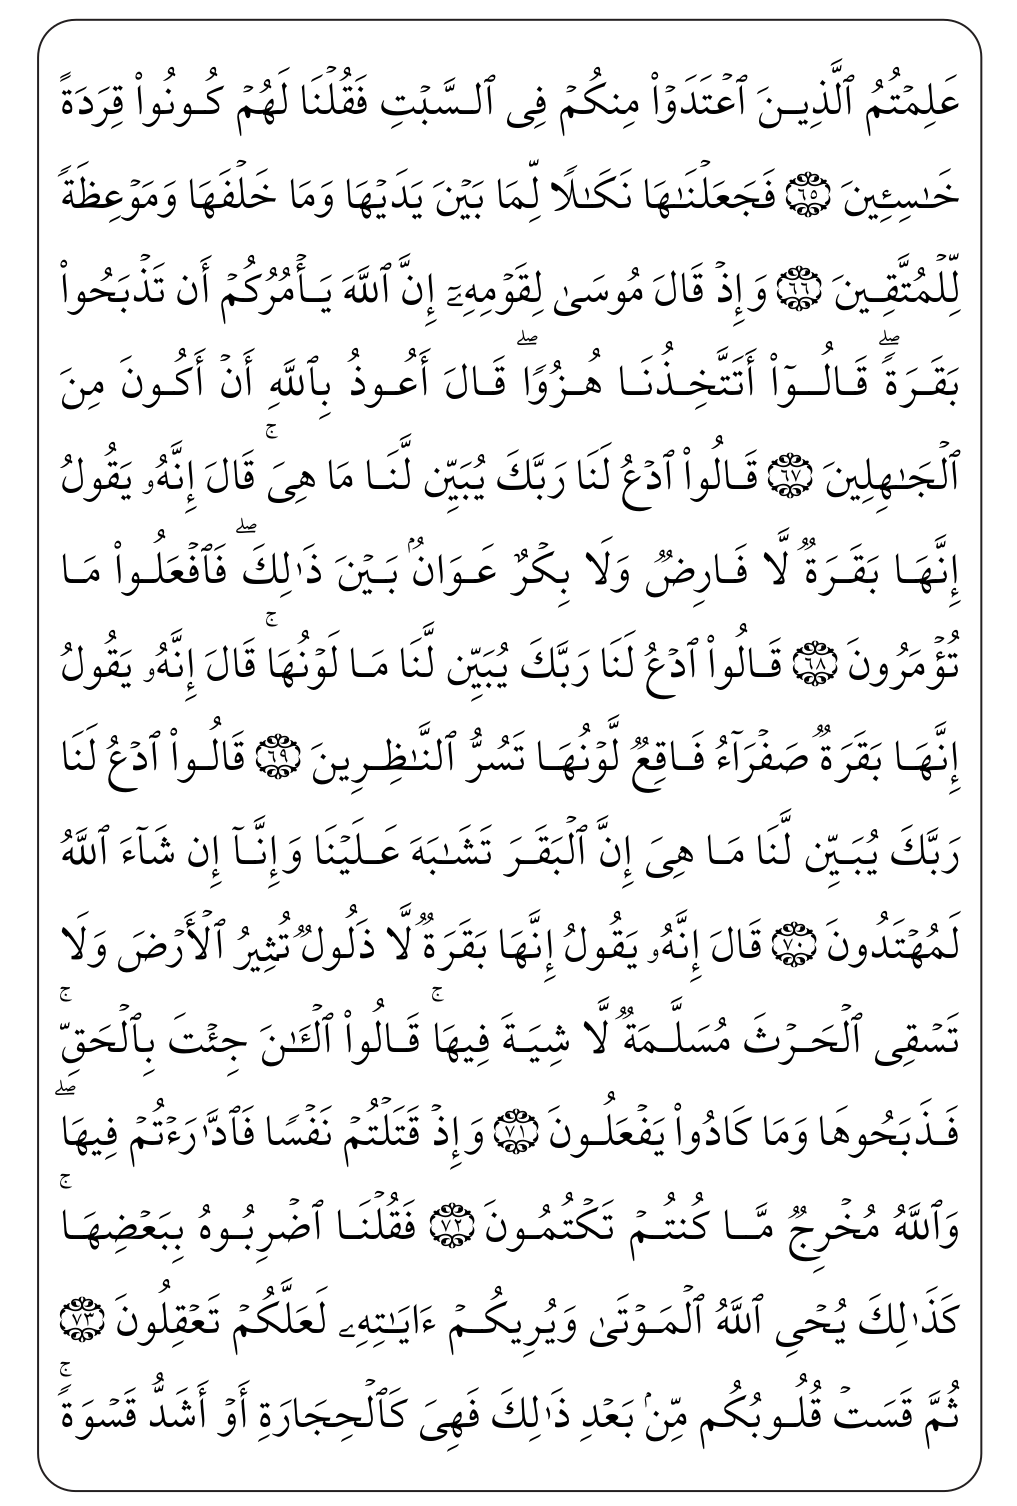 عَلِمْتُمُ ٱلَّذِينَ ٱعْتَدَوْا۟ مِنكُمْ فِى ٱلسَّبْتِ فَقُلْنَا لَهُمْ كُونُوا۟ قِرَدَةً
خَـٰسِـِٔينَ ٦٥ فَجَعَلْنَـٰهَا نَكَـٰلًا لِّمَا بَيْنَ يَدَيْهَا وَمَا خَلْفَهَا وَمَوْعِظَةً
لِّلْمُتَّقِينَ ٦٦ وَإِذْ قَالَ مُوسَىٰ لِقَوْمِهِۦٓ إِنَّ ٱللَّهَ يَأْمُرُكُمْ أَن تَذْبَحُوا۟
بَقَرَةً ۖ قَالُوٓا۟ أَتَتَّخِذُنَا هُزُوًا ۖ قَالَ أَعُوذُ بِٱللَّهِ أَنْ أَكُونَ مِنَ
ٱلْجَـٰهِلِينَ ٦٧ قَالُوا۟ ٱدْعُ لَنَا رَبَّكَ يُبَيِّن لَّنَا مَا هِىَ ۚ قَالَ إِنَّهُۥ يَقُولُ
إِنَّهَا بَقَرَةٌ لَّا فَارِضٌ وَلَا بِكْرٌ عَوَانٌۢ بَيْنَ ذَٰلِكَ ۖ فَٱفْعَلُوا۟ مَا
تُؤْمَرُونَ ٦٨ قَالُوا۟ ٱدْعُ لَنَا رَبَّكَ يُبَيِّن لَّنَا مَا لَوْنُهَا ۚ قَالَ إِنَّهُۥ يَقُولُ
إِنَّهَا بَقَرَةٌ صَفْرَآءُ فَاقِعٌ لَّوْنُهَا تَسُرُّ ٱلنَّـٰظِرِينَ ٦٩ قَالُوا۟ ٱدْعُ لَنَا
رَبَّكَ يُبَيِّن لَّنَا مَا هِىَ إِنَّ ٱلْبَقَرَ تَشَـٰبَهَ عَلَيْنَا وَإِنَّآ إِن شَآءَ ٱللَّهُ
لَمُهْتَدُونَ ٧٠ قَالَ إِنَّهُۥ يَقُولُ إِنَّهَا بَقَرَةٌ لَّا ذَلُولٌ تُثِيرُ ٱلْأَرْضَ وَلَا
تَسْقِى ٱلْحَرْثَ مُسَلَّمَةٌ لَّا شِيَةَ فِيهَا ۚ قَالُوا۟ ٱلْـَٔـٰنَ جِئْتَ بِٱلْحَقِّ ۚ
فَذَبَحُوهَا وَمَا كَادُوا۟ يَفْعَلُونَ ٧١ وَإِذْ قَتَلْتُمْ نَفْسًا فَٱدَّٰرَْٰٔتُمْ فِيهَا ۖ
وَٱللَّهُ مُخْرِجٌ مَّا كُنتُمْ تَكْتُمُونَ ٧٢ فَقُلْنَا ٱضْرِبُوهُ بِبَعْضِهَا ۚ
كَذَٰلِكَ يُحْىِ ٱللَّهُ ٱلْمَوْتَىٰ وَيُرِيكُمْ ءَايَـٰتِهِۦ لَعَلَّكُمْ تَعْقِلُونَ ٧٣
ثُمَّ قَسَتْ قُلُوبُكُم مِّنۢ بَعْدِ ذَٰلِكَ فَهِىَ كَٱلْحِجَارَةِ أَوْ أَشَدُّ قَسْوَةً ۚ